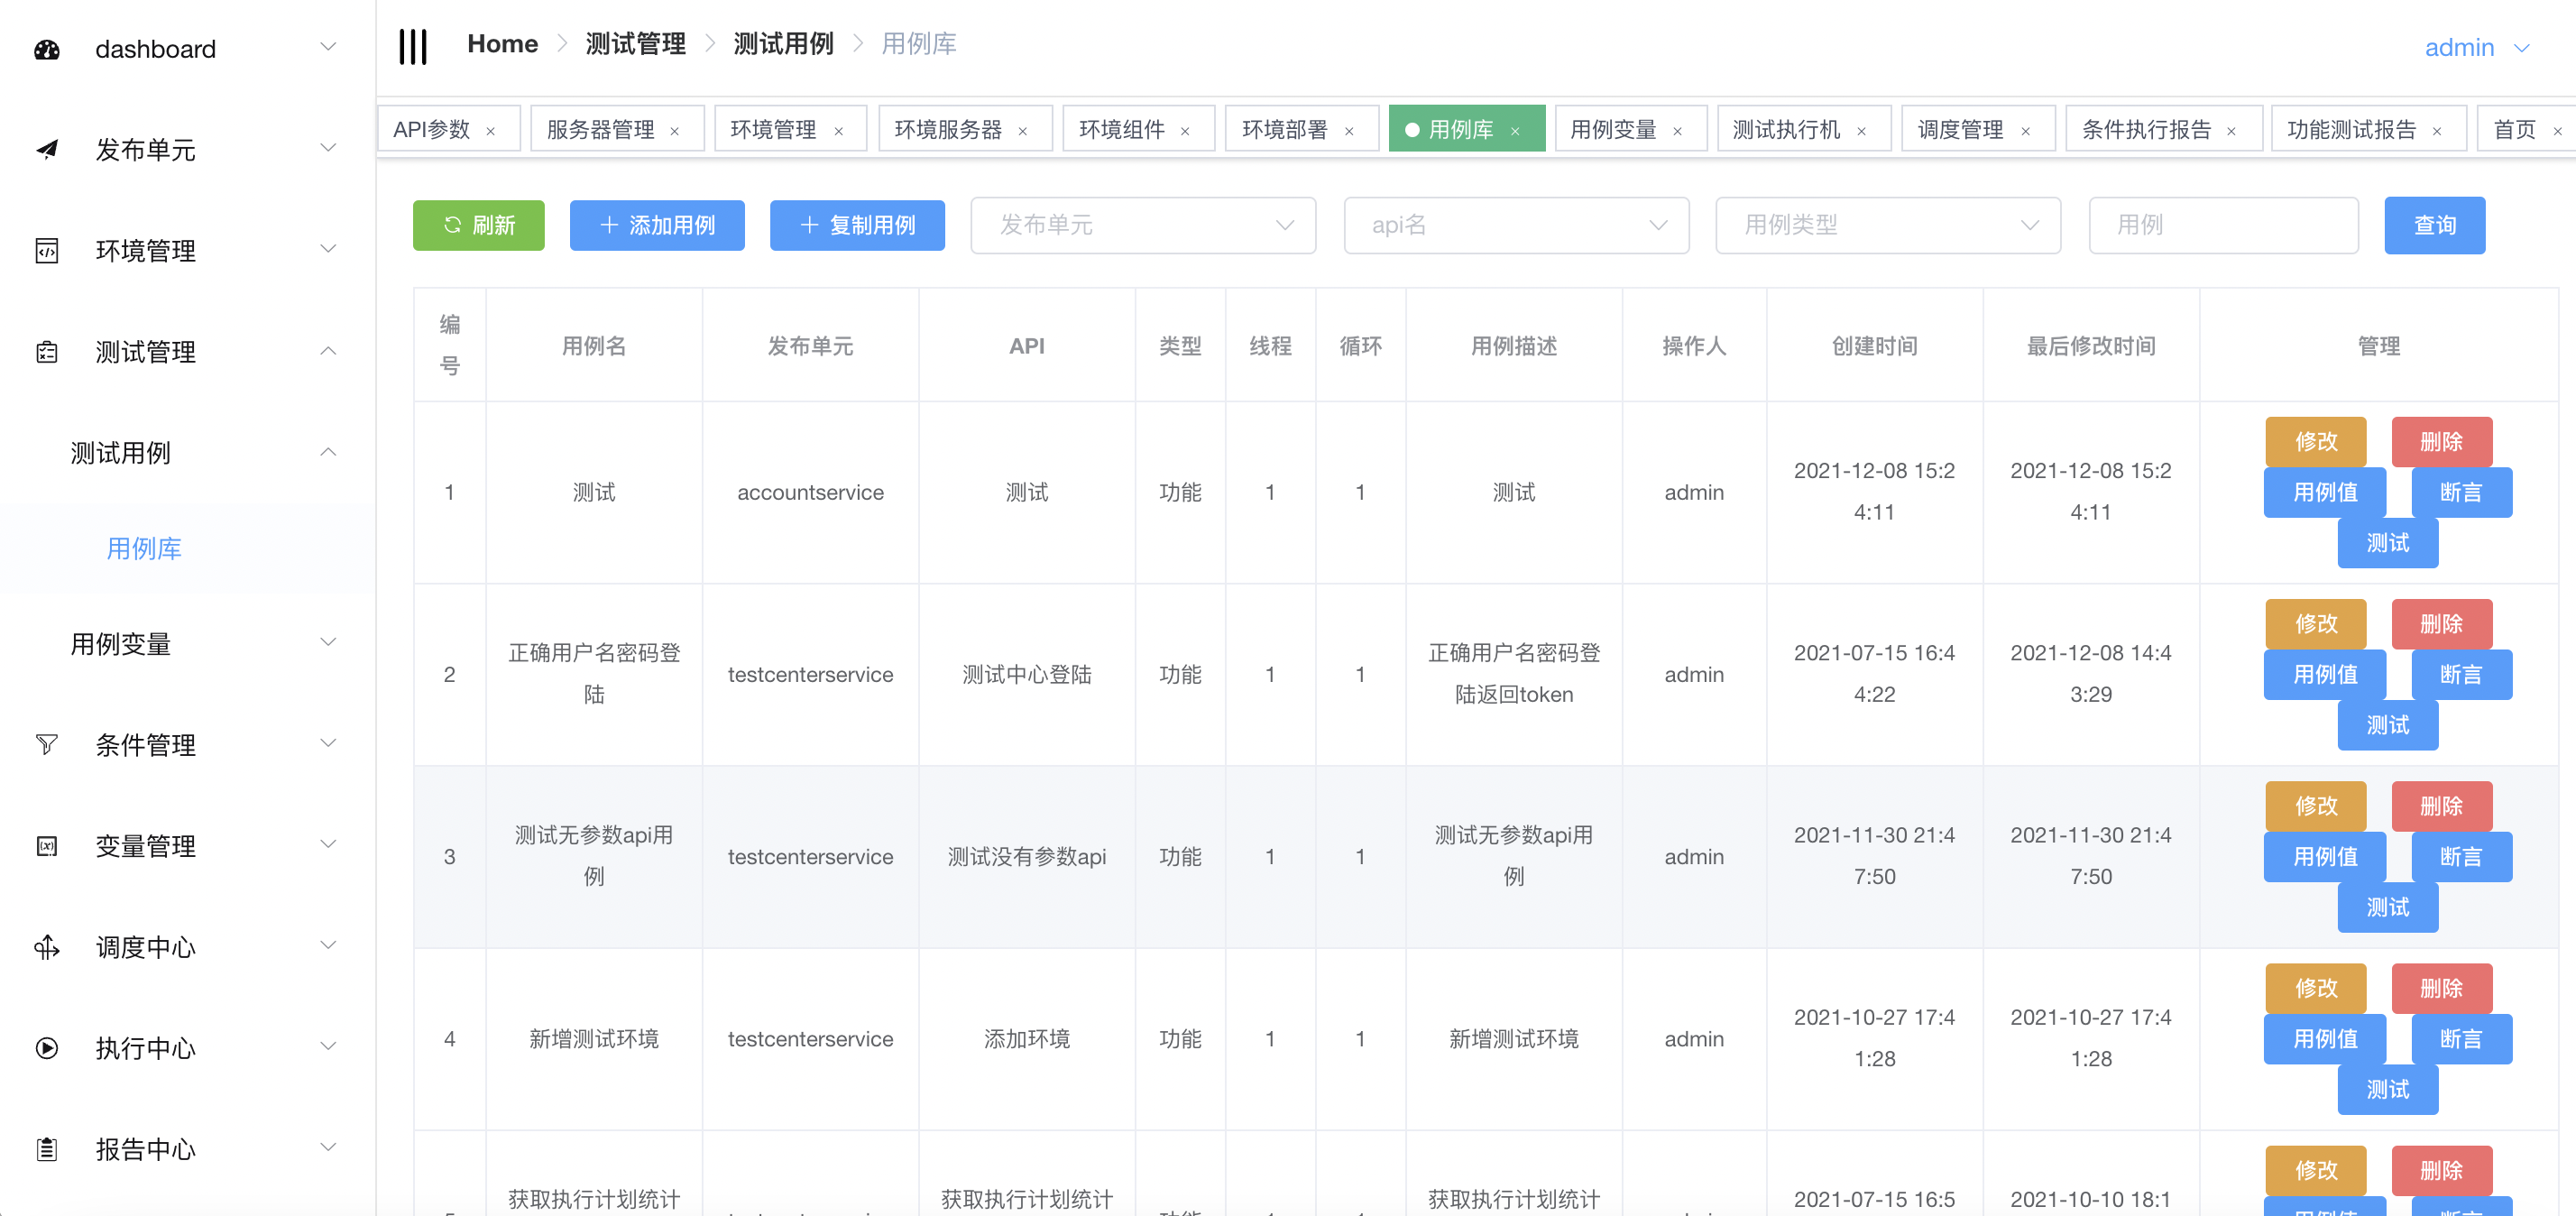 dashboard
发布单元
环境管理
测试管理
测试用例
用例库
用例变量
条件管理
变量管理
调度中心
执行中心
报告中心
Home 测试管理 测试用例 用例库
admin
API参数 × 服务器管理 × 环境管理 × 环境服务器 × 环境组件 × 环境部署 × 用例库 × 用例变量 × 测试执行机 × 调度管理 × 条件执行报告 × 功能测试报告 × 首页 ×
刷新 + 添加用例 + 复制用例 发布单元 api名 用例类型 用例 查询
编号 用例名 发布单元 API 类型 线程 循环 用例描述 操作人 创建时间 最后修改时间 管理
1 测试 accountservice 测试 功能 1 1 测试 admin 2021-12-08 15:2 2021-12-08 15:2 修改 删除
4:11 4:11 用例值 断言
测试
2 正确用户名密码登 testcenterservice 测试中心登陆 功能 1 1 正确用户名密码登 admin 2021-07-15 16:4 2021-12-08 14:4 修改 删除
陆 陆返回token 4:22 3:29 用例值 断言
测试
3 测试无参数api用 testcenterservice 测试没有参数api 功能 1 1 测试无参数api用 admin 2021-11-30 21:4 2021-11-30 21:4 修改 删除
例 例 7:50 7:50 用例值 断言
测试
4 新增测试环境 testcenterservice 添加环境 功能 1 1 新增测试环境 admin 2021-10-27 17:4 2021-10-27 17:4 修改 删除
1:28 1:28 用例值 断言
测试
获取执行计划统计 获取执行计划统计 获取执行计划统计 2021-07-15 16:5 2021-10-10 18:1 修改 删除